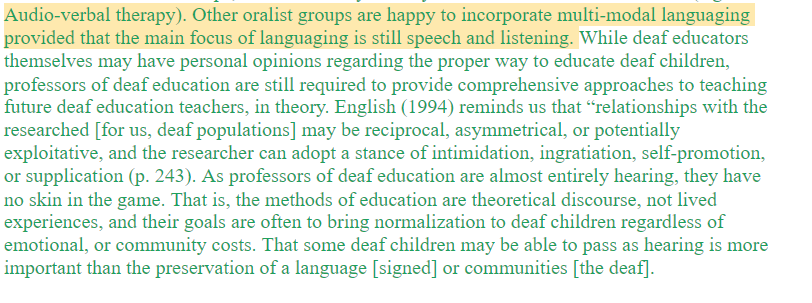 Audio-verbal therapy). Other oralist groups are happy to incorporate multi-modal languaging
provided that the main focus of languaging is still speech and listening. While deaf educators
themselves may have personal opinions regarding the proper way to educate deaf children,
professors of deaf education are still required to provide comprehensive approaches to teaching
future deaf education teachers, in theory. English (1994) reminds us that “relationships with the
researched [for us, deaf populations] may be reciprocal, asymmetrical, or potentially
exploitative, and the researcher can adopt a stance of intimidation, ingratiation, self-promotion,
or supplication (p. 243). As professors of deaf education are almost entirely hearing, they have
no skin in the game. That is, the methods of education are theoretical discourse, not lived
experiences, and their goals are often to bring normalization to deaf children regardless of
emotional, or community costs. That some deaf children may be able to pass as hearing is more
important than the preservation of a language [signed] or communities [the deaf].